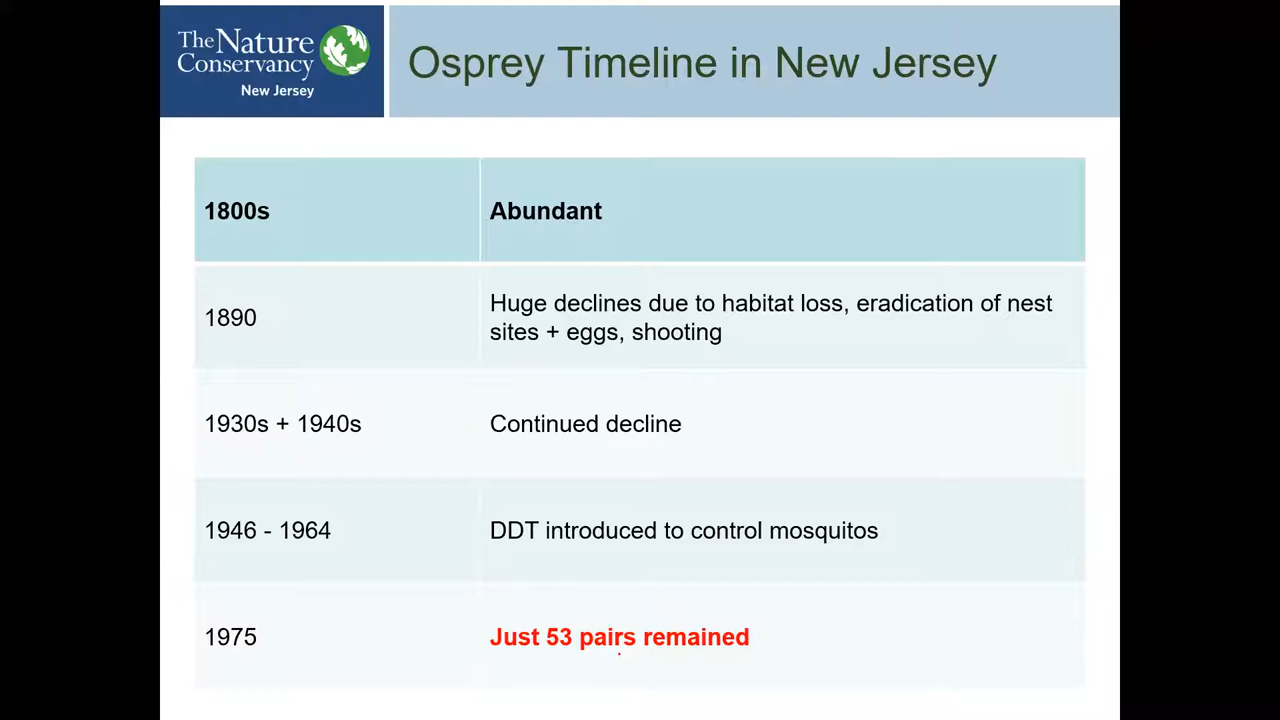 The Nature
Conservancy
New Jersey
Osprey Timeline in New Jersey
1800s
Abundant
1890
Huge declines due to habitat loss, eradication of nest
sites + eggs, shooting
1930s + 1940s
Continued decline
1946 - 1964
DDT introduced to control mosquitos
1975
Just 53 pairs remained